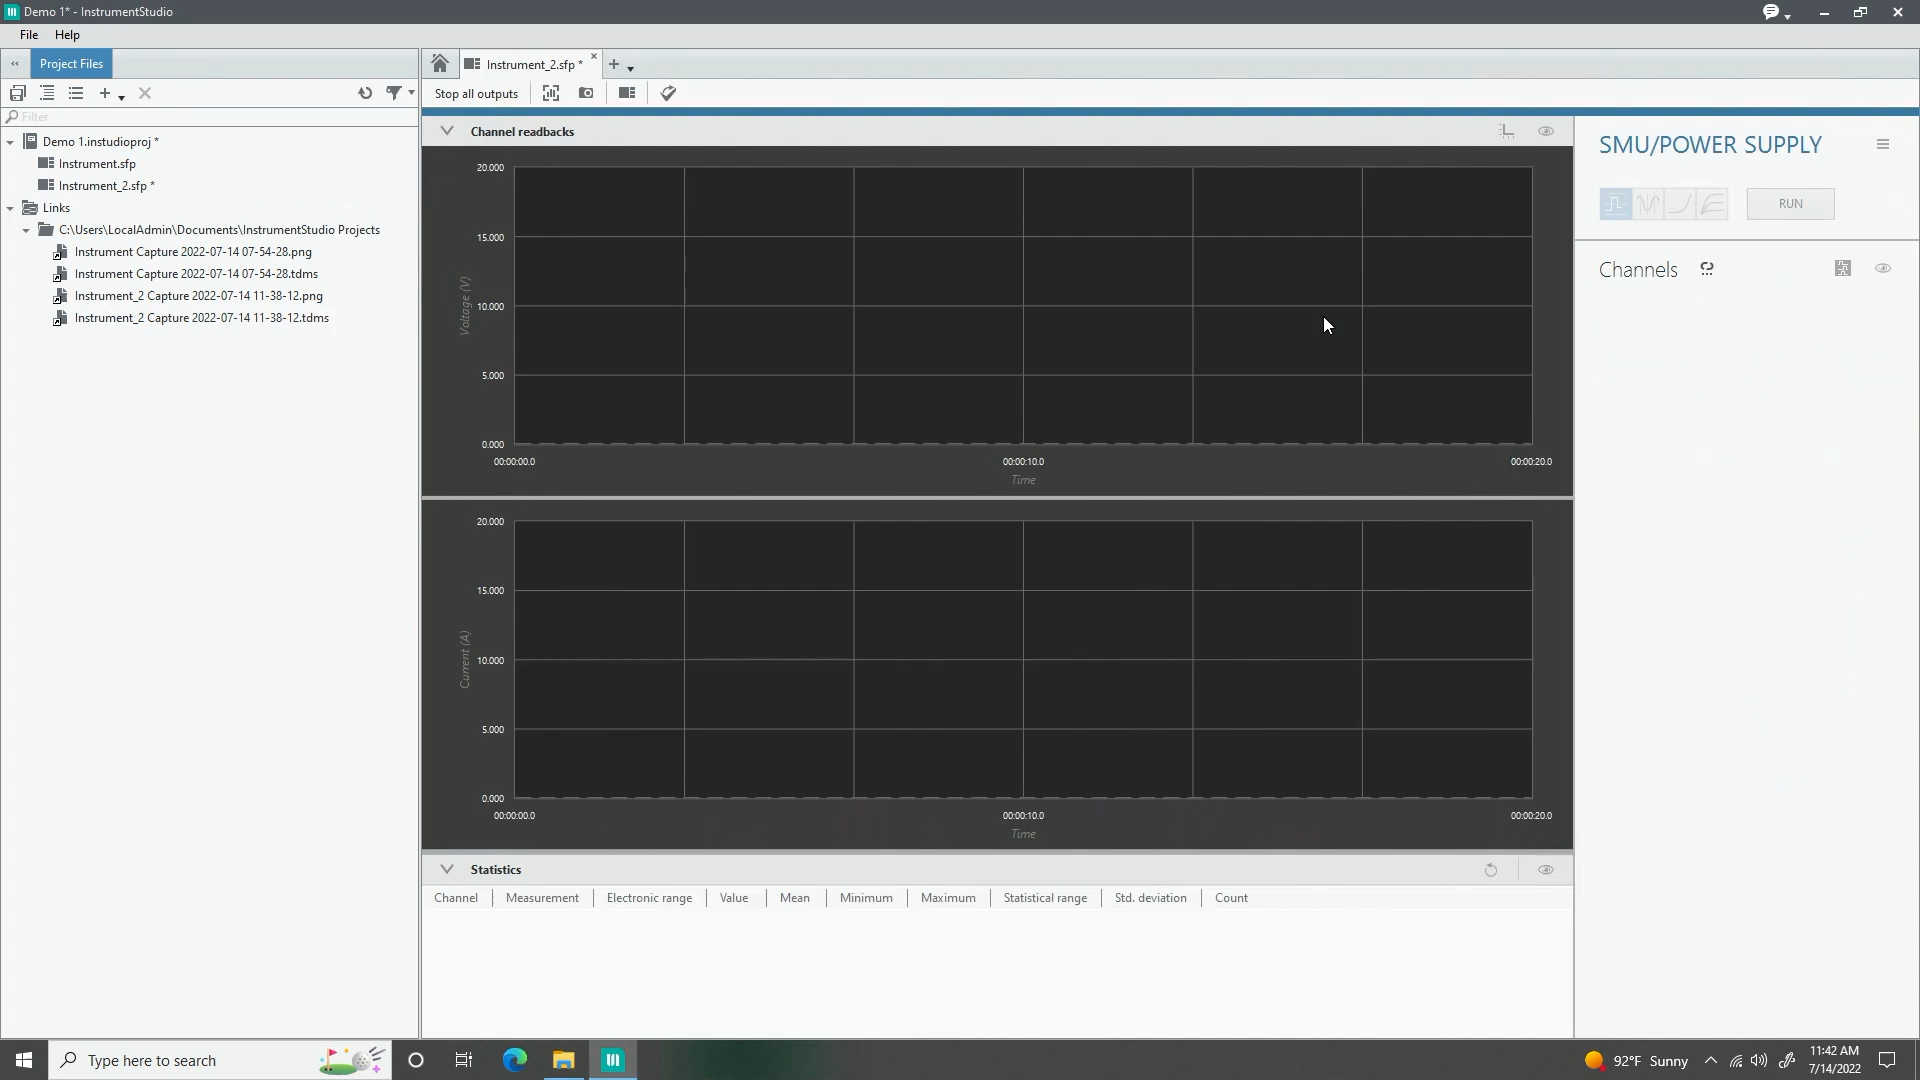 Demo 1* - InstrumentStudio
File Help
Project Files
Instrument_2.sfp *
Stop all outputs
Filter
Demo 1.instudioproj *
Instrument.sfp
Instrument_2.sfp *
Links
C:\Users\LocalAdmin\Documents\InstrumentStudio Projects
Instrument Capture 2022-07-14 07-54-28.png
Instrument Capture 2022-07-14 07-54-28.tdms
Instrument_2 Capture 2022-07-14 11-38-12.png
Instrument_2 Capture 2022-07-14 11-38-12.tdms
Channel readbacks
20.000
15.000
10.000
5.000
0.000
Voltage (V)
00:00:00.0 00:00:10.0 00:00:20.0
Time
20.000
15.000
10.000
5.000
0.000
Current (A)
00:00:00.0 00:00:10.0 00:00:20.0
Time
Statistics
Channel Measurement Electronic range Value Mean Minimum Maximum Statistical range Std. deviation Count
SMU/POWER SUPPLY
RUN
Channels
Type here to search
92°F Sunny
11:42 AM
7/14/2022